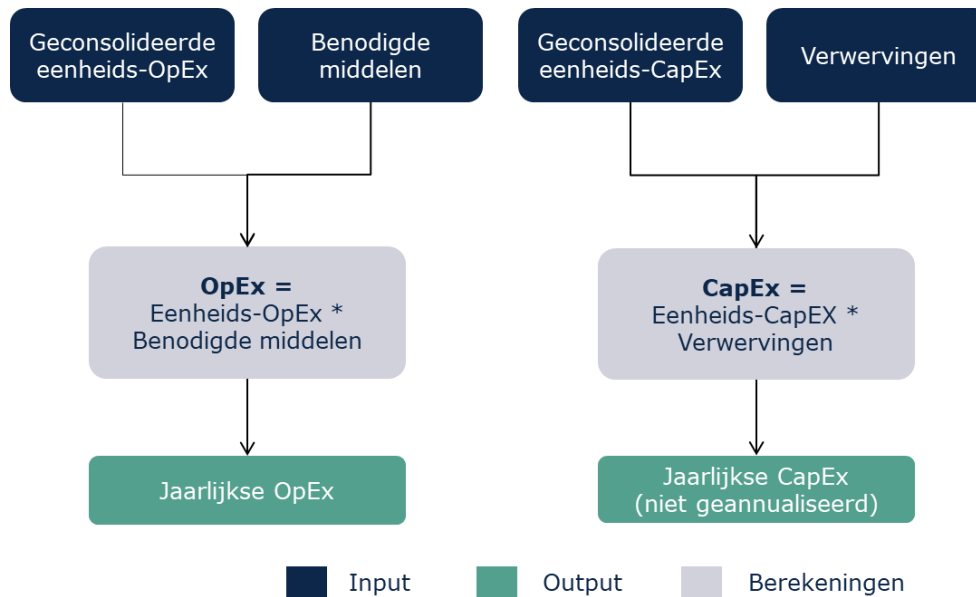 Geconsolideerde
eenheids-OpEx
Benodigde
middelen
Geconsolideerde
eenheids-CapEx
Verwervingen
OpEx =
Eenheids-OpEx *
Benodigde middelen
CapEx =
Eenheids-CapEX *
Verwervingen
Jaarlijkse OpEx
Jaarlijkse CapEx
(niet geannualiseerd)
Input
Output
Berekeningen